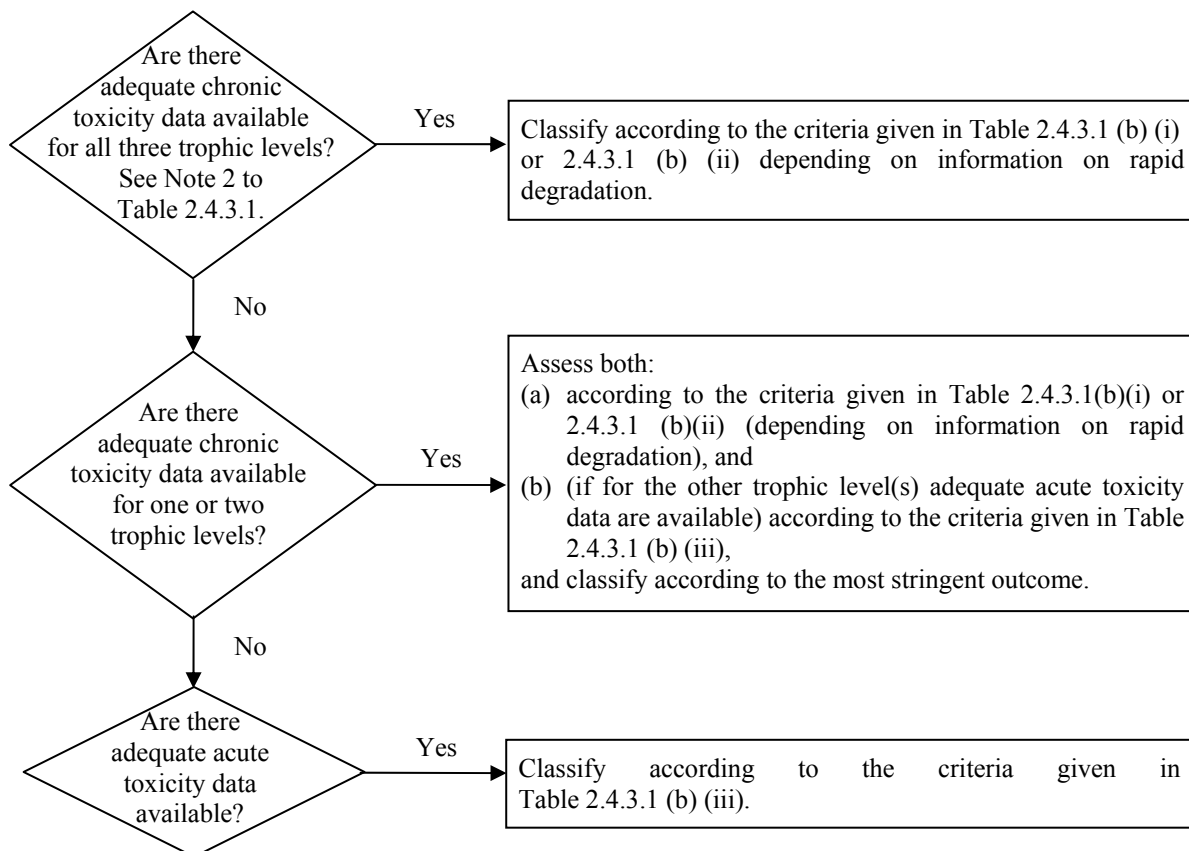 Are there
adequate chronic
toxicity data available
for all three trophic levels?
See Note 2 to
Table 2.4.3.1.
Yes
Classify according to the criteria given in Table 2.4.3.1 (b) (i)
or 2.4.3.1 (b) (ii) depending on information on rapid
degradation.
No
Are there
adequate chronic
toxicity data available
for one or two
trophic levels?
Yes
Assess both:
(a) according to the criteria given in Table 2.4.3.1(b)(i) or
2.4.3.1 (b)(ii) (depending on information on rapid
degradation), and
(b) (if for the other trophic level(s) adequate acute toxicity
data are available) according to the criteria given in Table
2.4.3.1 (b) (iii),
and classify according to the most stringent outcome.
No
Are there
adequate acute
toxicity data
available?
Yes
Classify according to the criteria given in
Table 2.4.3.1 (b) (iii).